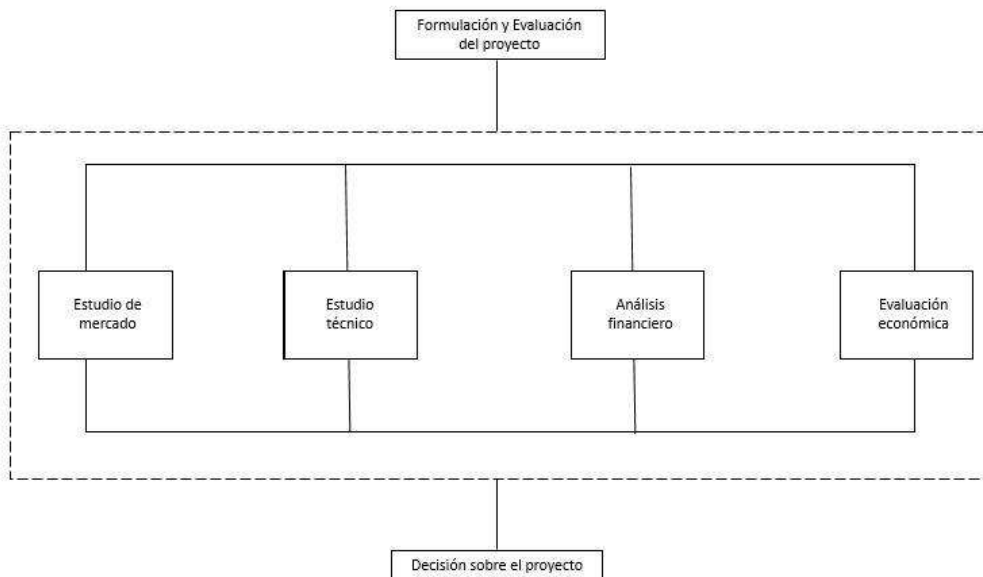 Formulación y Evaluación
del proyecto
Estudio de
mercado
Estudio
técnico
Análisis
financiero
Evaluación
económica
Decisión sobre el proyecto